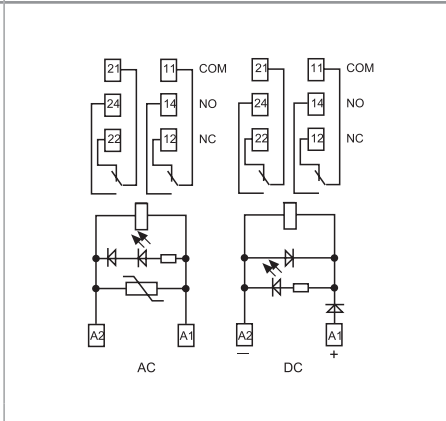 21 11 COM 21 11 COM
24 14 NO 24 14 NO
22 12 NC 22 12 NC
A2 A1 A2 A1
— +
AC DC